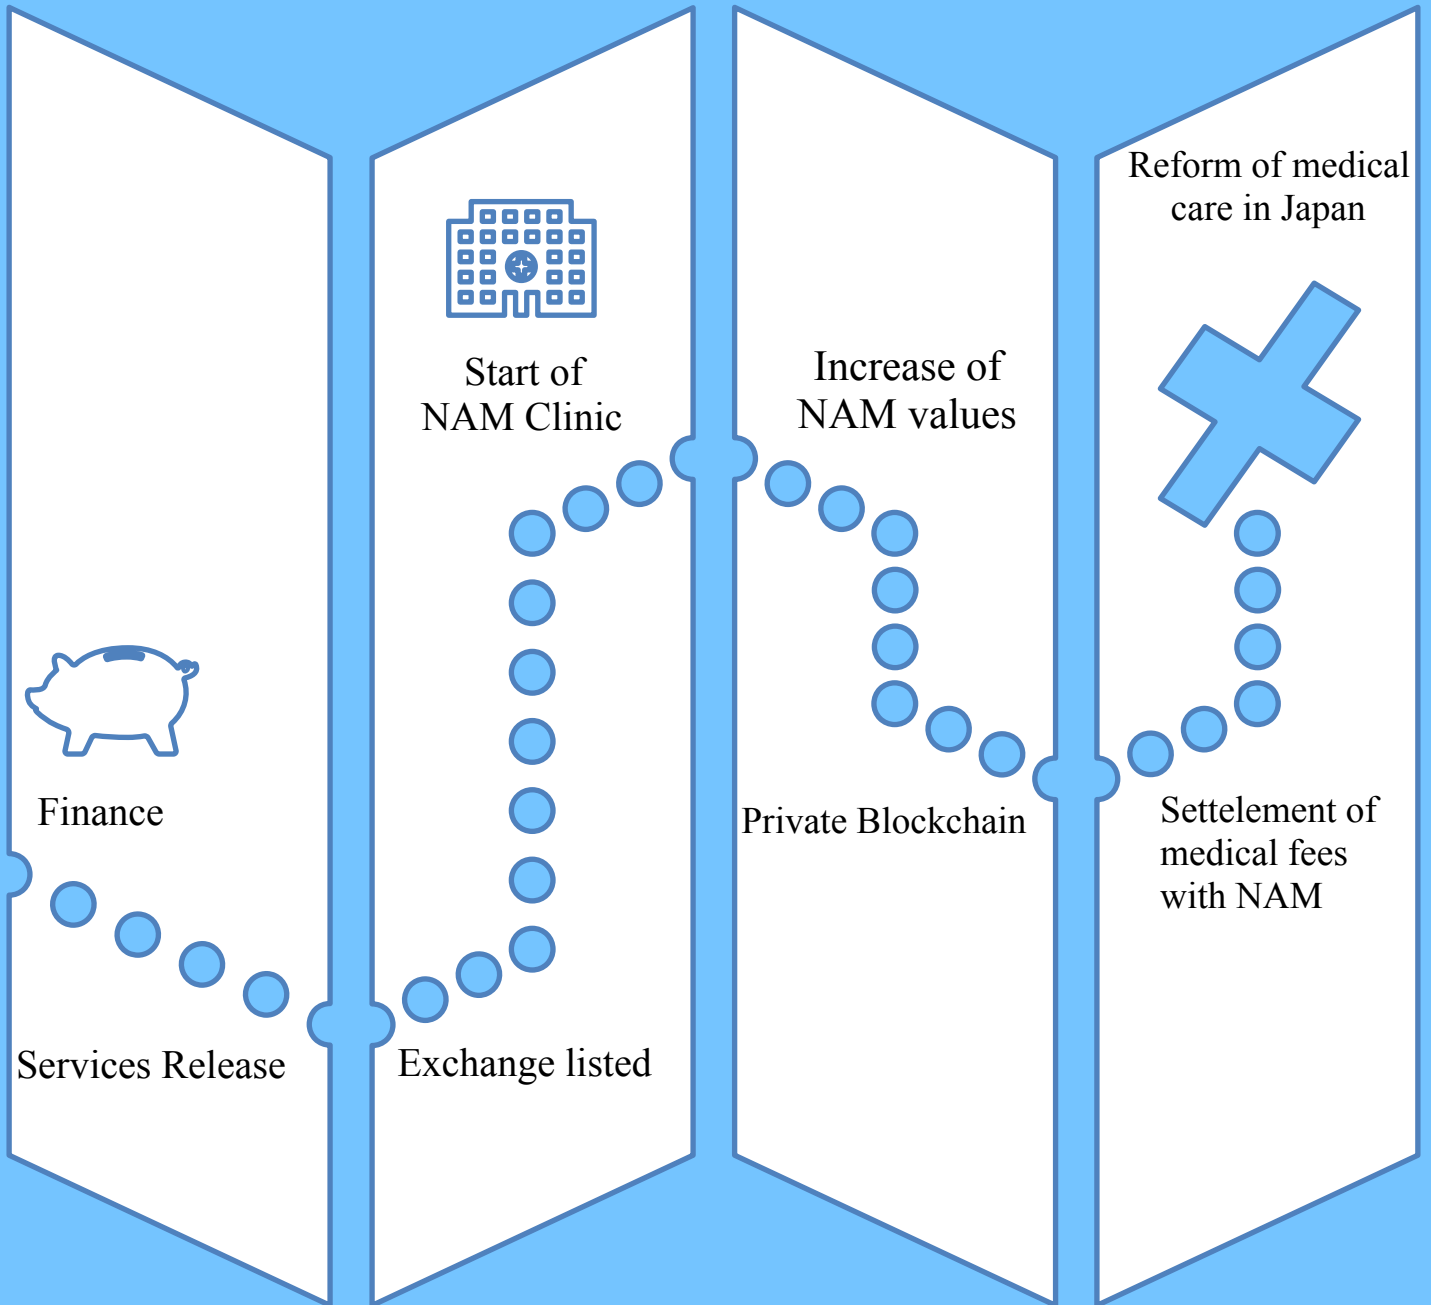 Finance
Services Release
Start of
NAM Clinic
Exchange listed
Increase of
NAM values
Private Blockchain
Reform of medical
care in Japan
Settelement of
medical fees
with NAM